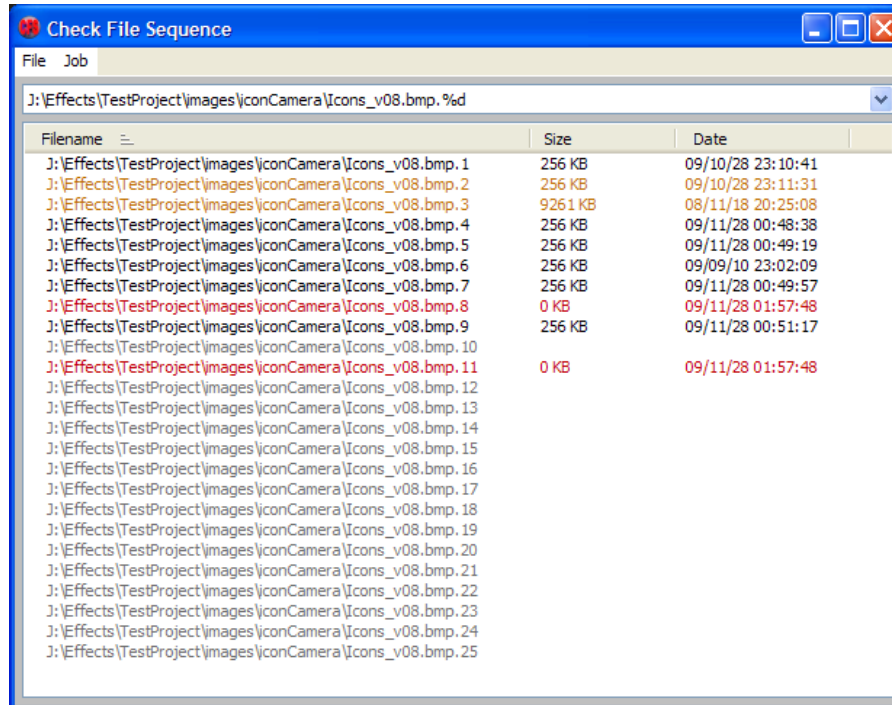 Check File Sequence
File Job
J:\Effects\TestProject\images\iconCamera\Icons_v08.bmp.%d
Filename Size Date
J:\Effects\TestProject\images\iconCamera\Icons_v08.bmp.1 256 KB 09/10/28 23:10:41
J:\Effects\TestProject\images\iconCamera\Icons_v08.bmp.2 256 KB 09/10/28 23:11:31
J:\Effects\TestProject\images\iconCamera\Icons_v08.bmp.3 9261 KB 08/11/18 20:25:08
J:\Effects\TestProject\images\iconCamera\Icons_v08.bmp.4 256 KB 09/11/28 00:48:38
J:\Effects\TestProject\images\iconCamera\Icons_v08.bmp.5 256 KB 09/11/28 00:49:19
J:\Effects\TestProject\images\iconCamera\Icons_v08.bmp.6 256 KB 09/09/10 23:02:09
J:\Effects\TestProject\images\iconCamera\Icons_v08.bmp.7 256 KB 09/11/28 00:49:57
J:\Effects\TestProject\images\iconCamera\Icons_v08.bmp.8 0 KB 09/11/28 01:57:48
J:\Effects\TestProject\images\iconCamera\Icons_v08.bmp.9 256 KB 09/11/28 00:51:17
J:\Effects\TestProject\images\iconCamera\Icons_v08.bmp.10
J:\Effects\TestProject\images\iconCamera\Icons_v08.bmp.11 0 KB 09/11/28 01:57:48
J:\Effects\TestProject\images\iconCamera\Icons_v08.bmp.12
J:\Effects\TestProject\images\iconCamera\Icons_v08.bmp.13
J:\Effects\TestProject\images\iconCamera\Icons_v08.bmp.14
J:\Effects\TestProject\images\iconCamera\Icons_v08.bmp.15
J:\Effects\TestProject\images\iconCamera\Icons_v08.bmp.16
J:\Effects\TestProject\images\iconCamera\Icons_v08.bmp.17
J:\Effects\TestProject\images\iconCamera\Icons_v08.bmp.18
J:\Effects\TestProject\images\iconCamera\Icons_v08.bmp.19
J:\Effects\TestProject\images\iconCamera\Icons_v08.bmp.20
J:\Effects\TestProject\images\iconCamera\Icons_v08.bmp.21
J:\Effects\TestProject\images\iconCamera\Icons_v08.bmp.22
J:\Effects\TestProject\images\iconCamera\Icons_v08.bmp.23
J:\Effects\TestProject\images\iconCamera\Icons_v08.bmp.24
J:\Effects\TestProject\images\iconCamera\Icons_v08.bmp.25